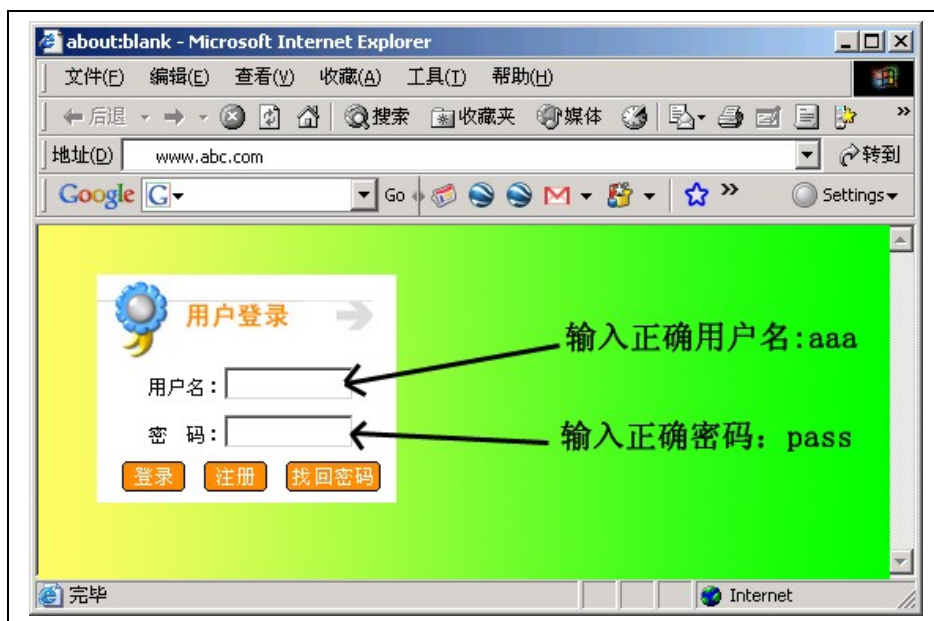 about:blank - Microsoft Internet Explorer
文件(F) 编辑(E) 查看(V) 收藏(A) 工具(T) 帮助(H)
后退 搜索 收藏夹 媒体 »
地址(D) www.abc.com 转到
Google G Go » Settings
用户登录
输入正确用户名:aaa
用户名:
输入正确密码：pass
密 码:
登录 注册 找回密码
完毕 Internet